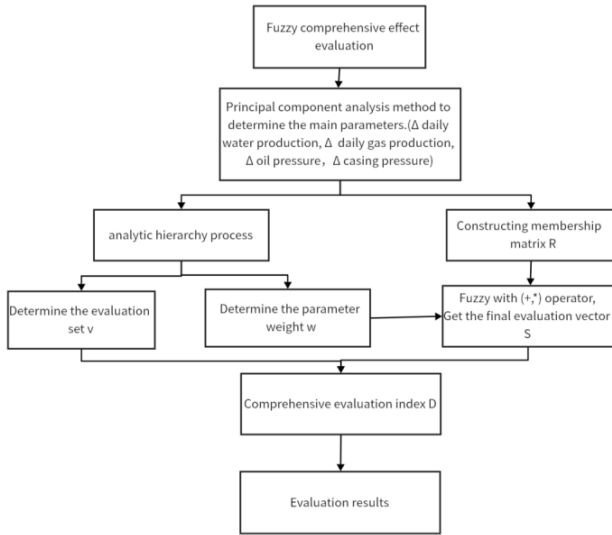 Fuzzy comprehensive effect
evaluation
Principal component analysis method to
determine the main parameters.(Δ daily
water production, Δ daily gas production,
Δ oil pressure, Δ casing pressure)
analytic hierarchy process
Constructing membership
matrix R
Determine the evaluation
set v
Determine the parameter
weight w
Fuzzy with (+,*) operator,
Get the final evaluation vector
S
Comprehensive evaluation index D
Evaluation results